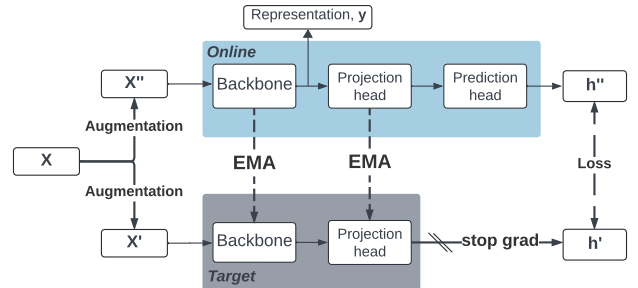 Representation, y
Online
X''
Backbone
Projection
head
Prediction
head
h''
Augmentation
X
EMA
EMA
Loss
Augmentation
X'
Backbone
Projection
head
stop grad
h'
Target